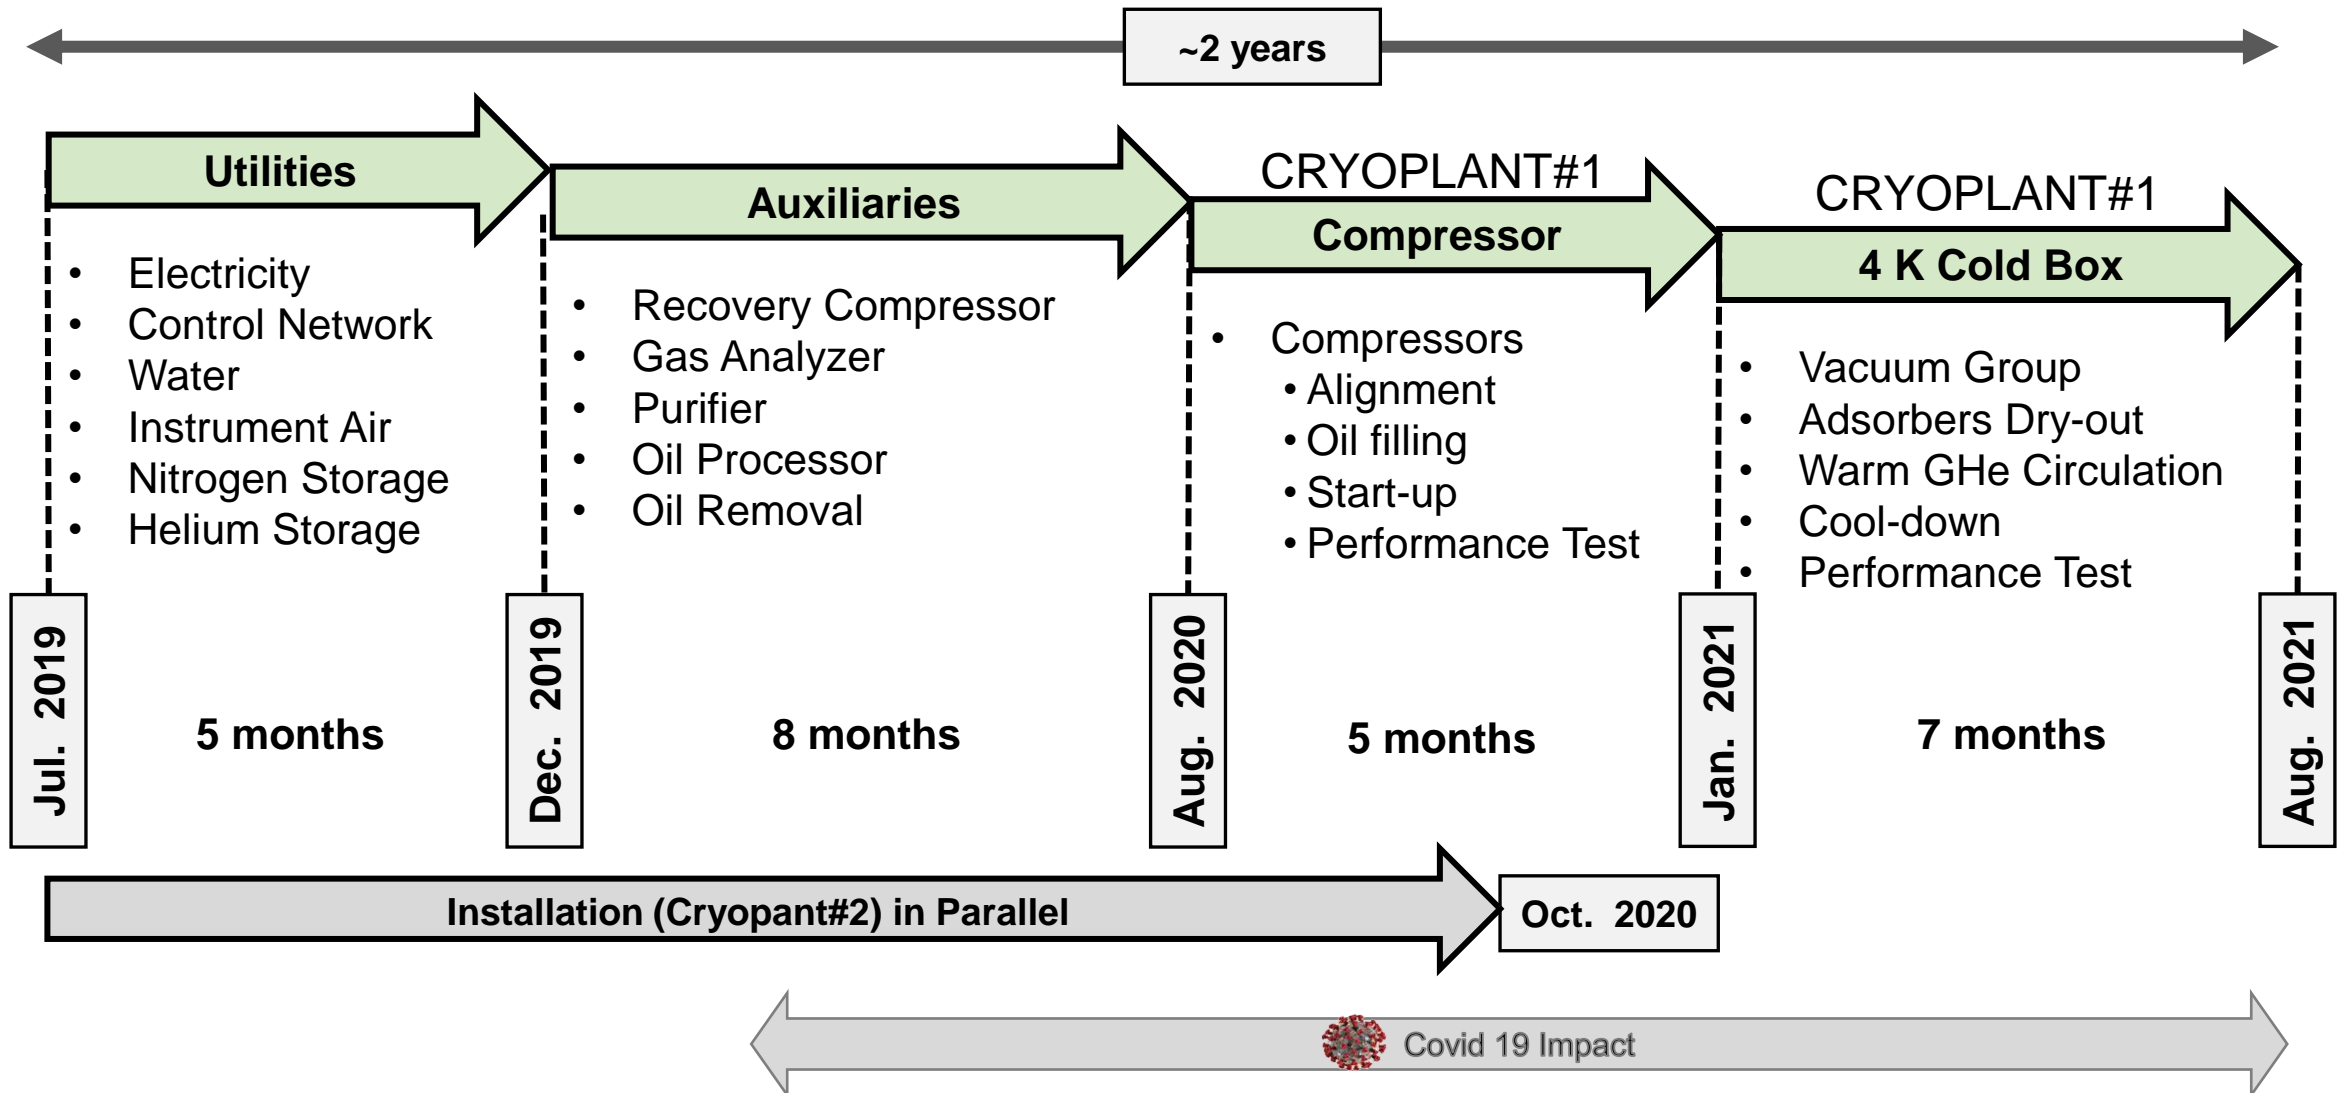 ~2 years
Utilities
• Electricity
• Control Network
• Water
• Instrument Air
• Nitrogen Storage
• Helium Storage
Auxiliaries
• Recovery Compressor
• Gas Analyzer
• Purifier
• Oil Processor
• Oil Removal
CRYOPLANT#1
Compressor
• Compressors
• Alignment
• Oil filling
• Start-up
• Performance Test
CRYOPLANT#1
4 K Cold Box
• Vacuum Group
• Adsorbers Dry-out
• Warm GHe Circulation
• Cool-down
• Performance Test
Jul. 2019
5 months
Dec. 2019
8 months
Aug. 2020
5 months
Jan. 2021
7 months
Aug. 2021
Installation (Cryopant#2) in Parallel
Oct. 2020
Covid 19 Impact